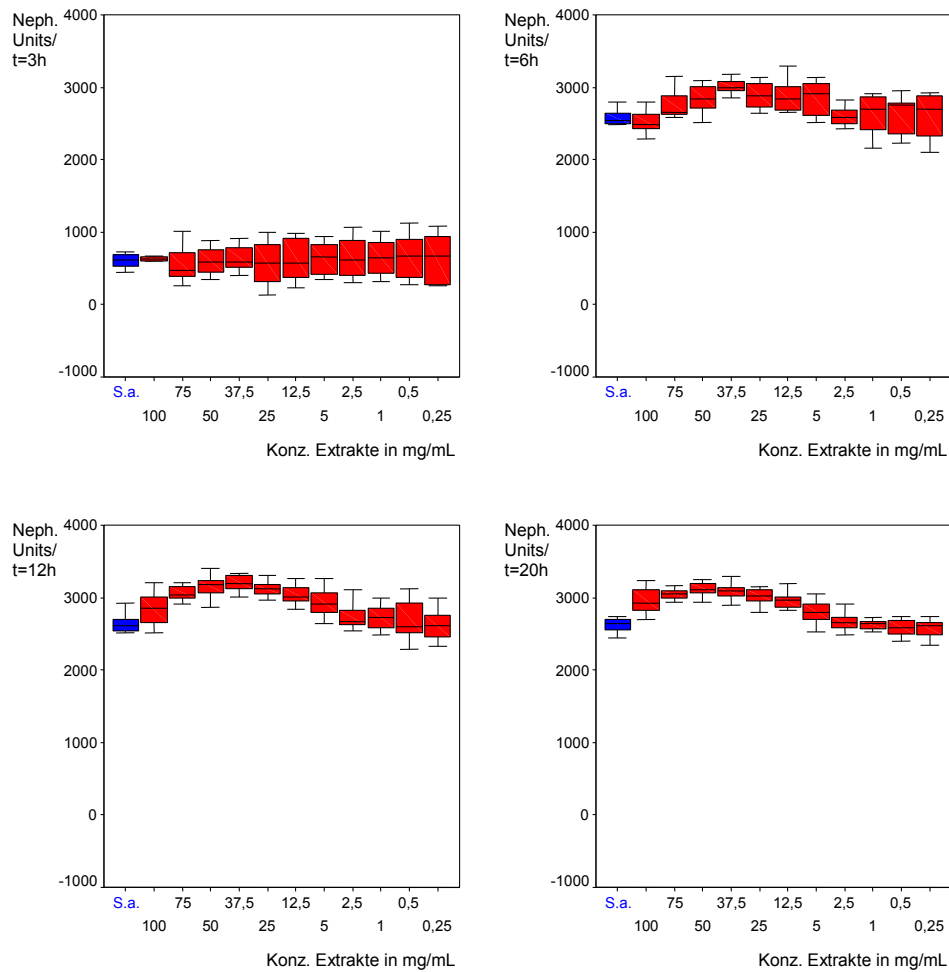 Neph.
Units/
t=3h
4000
3000
2000
1000
0
-1000
S.a. 75 37,5 12,5 2,5 0,5
100 50 25 5 1 0,25
Konz. Extrakte in mg/mL
Neph.
Units/
t=6h
4000
3000
2000
1000
0
-1000
S.a. 75 37,5 12,5 2,5 0,5
100 50 25 5 1 0,25
Konz. Extrakte in mg/mL
Neph.
Units/
t=12h
4000
3000
2000
1000
0
-1000
S.a. 75 37,5 12,5 2,5 0,5
100 50 25 5 1 0,25
Konz. Extrakte in mg/mL
Neph.
Units/
t=20h
4000
3000
2000
1000
0
-1000
S.a. 75 37,5 12,5 2,5 0,5
100 50 25 5 1 0,25
Konz. Extrakte in mg/mL